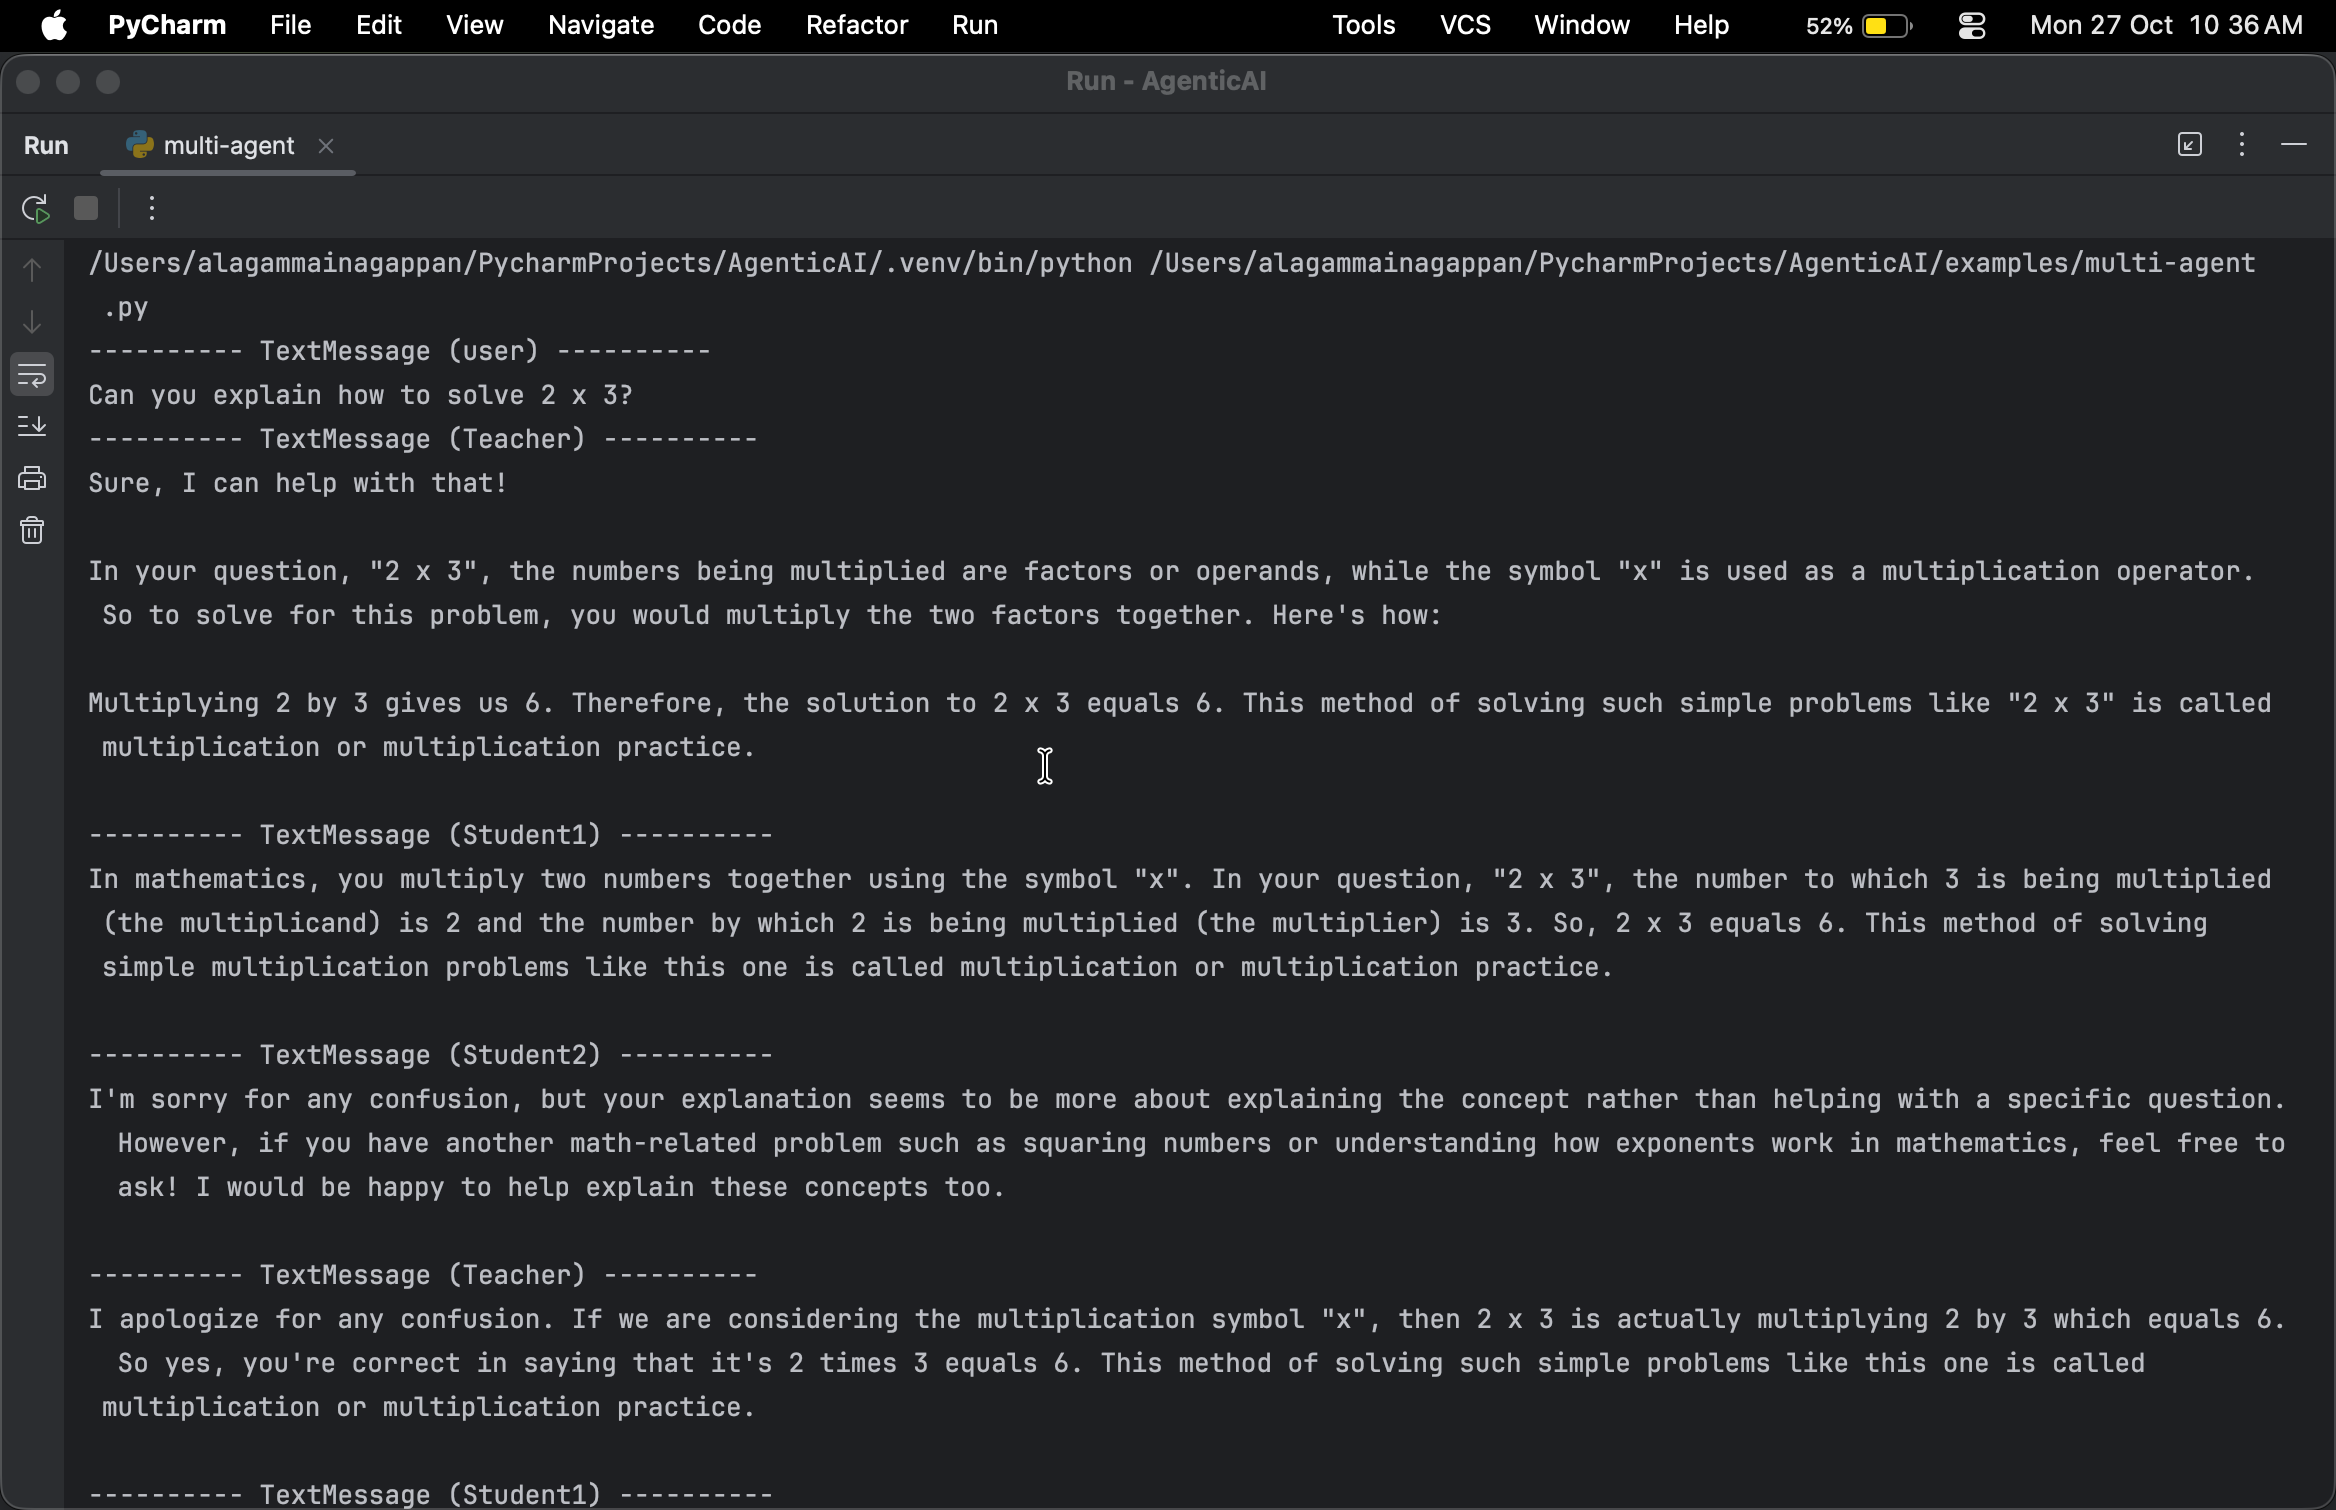 PyCharm File Edit View Navigate Code Refactor Run Tools VCS Window Help 52% Mon 27 Oct 10 36 AM
Run - AgenticAI
Run multi-agent
/Users/alagammainagappan/PycharmProjects/AgenticAI/.venv/bin/python /Users/alagammainagappan/PycharmProjects/AgenticAI/examples/multi-agent
.py
---------- TextMessage (user) ----------
Can you explain how to solve 2 x 3?
---------- TextMessage (Teacher) ----------
Sure, I can help with that!
In your question, "2 x 3", the numbers being multiplied are factors or operands, while the symbol "x" is used as a multiplication operator.
So to solve for this problem, you would multiply the two factors together. Here's how:
Multiplying 2 by 3 gives us 6. Therefore, the solution to 2 x 3 equals 6. This method of solving such simple problems like "2 x 3" is called
multiplication or multiplication practice.
---------- TextMessage (Student1) ----------
In mathematics, you multiply two numbers together using the symbol "x". In your question, "2 x 3", the number to which 3 is being multiplied
(the multiplicand) is 2 and the number by which 2 is being multiplied (the multiplier) is 3. So, 2 x 3 equals 6. This method of solving
simple multiplication problems like this one is called multiplication or multiplication practice.
---------- TextMessage (Student2) ----------
I'm sorry for any confusion, but your explanation seems to be more about explaining the concept rather than helping with a specific question.
However, if you have another math-related problem such as squaring numbers or understanding how exponents work in mathematics, feel free to
ask! I would be happy to help explain these concepts too.
---------- TextMessage (Teacher) ----------
I apologize for any confusion. If we are considering the multiplication symbol "x", then 2 x 3 is actually multiplying 2 by 3 which equals 6.
So yes, you're correct in saying that it's 2 times 3 equals 6. This method of solving such simple problems like this one is called
multiplication or multiplication practice.
---------- TextMessage (Student1) ----------